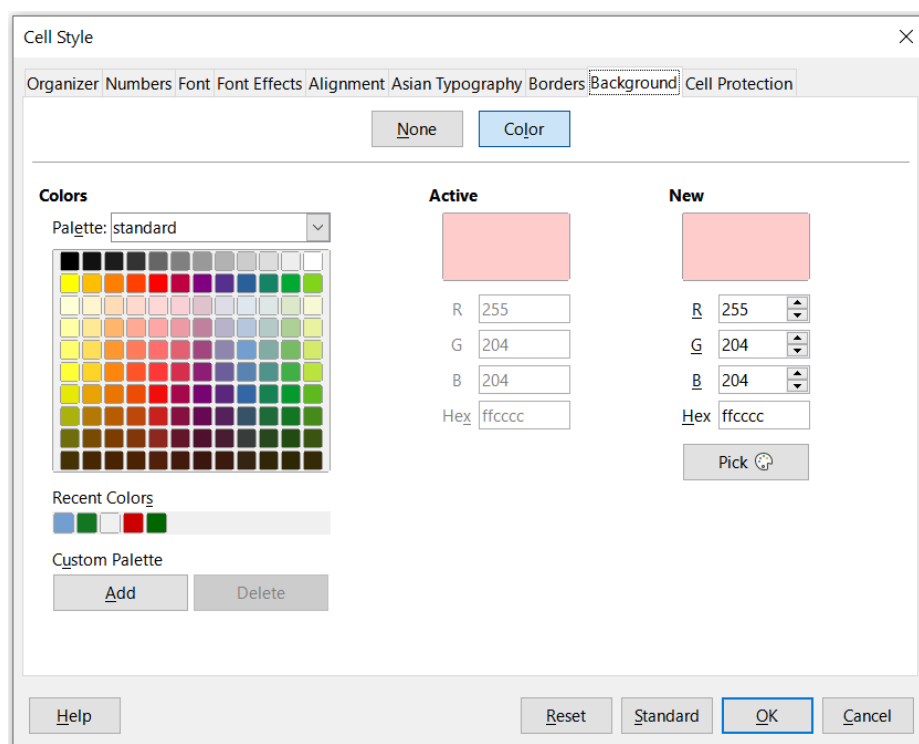 Cell Style
Organizer Numbers Font Font Effects Alignment Asian Typography Borders Background Cell Protection
None Color
Colors Active New
Palette: standard
R 255 R 255
G 204 G 204
B 204 B 204
Hex ffcccc Hex ffcccc
Pick
Recent Colors
Custom Palette
Add Delete
Help Reset Standard OK Cancel